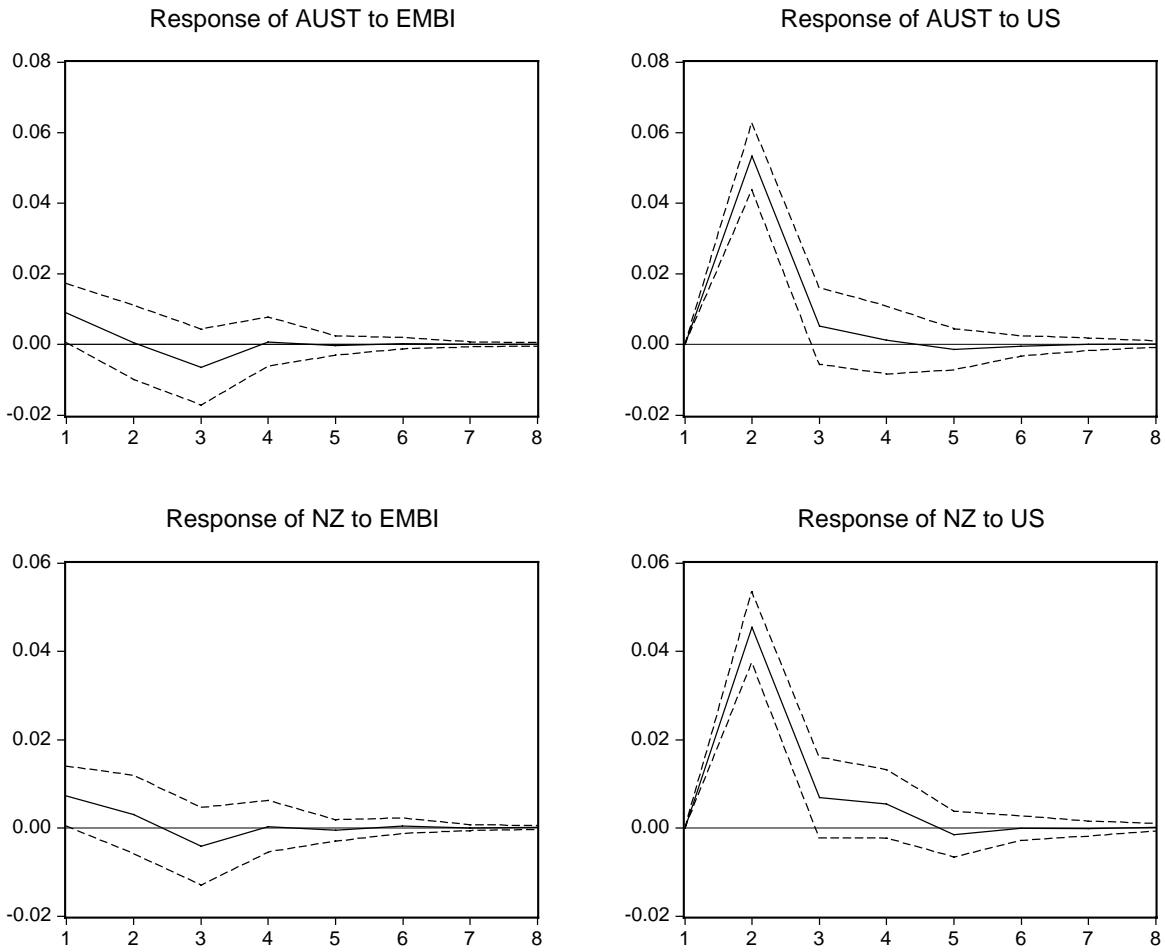 Response of AUST to EMBI
0.08
0.06
0.04
0.02
0.00
-0.02
1 2 3 4 5 6 7 8
Response of AUST to US
0.08
0.06
0.04
0.02
0.00
-0.02
1 2 3 4 5 6 7 8
Response of NZ to EMBI
0.06
0.04
0.02
0.00
-0.02
1 2 3 4 5 6 7 8
Response of NZ to US
0.06
0.04
0.02
0.00
-0.02
1 2 3 4 5 6 7 8